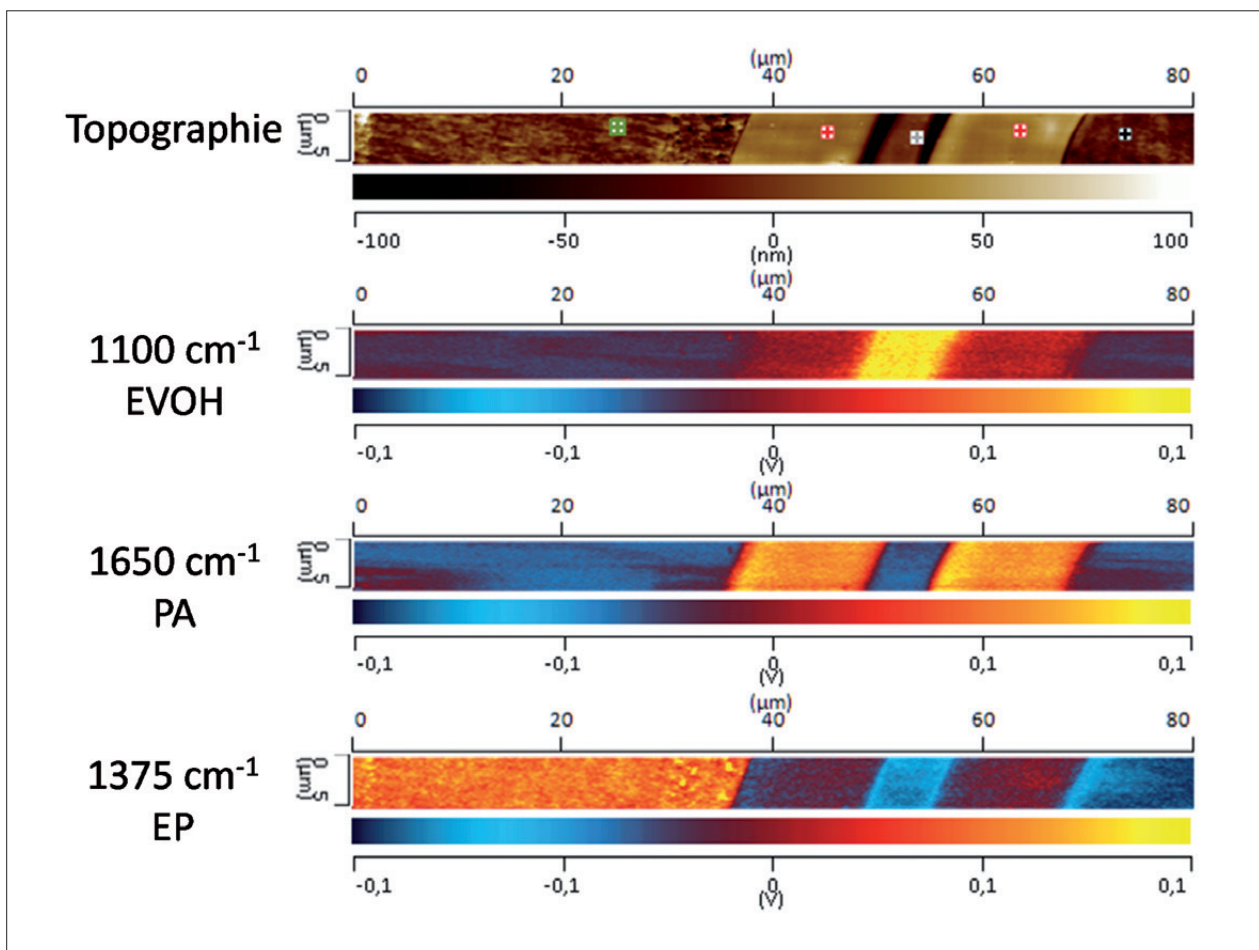 (µm)
0 20 40 60 80
Topographie
0 5
(µm)
-100 -50 0 50 100
(nm)
(µm)
0 20 40 60 80
1100 cm-1
EVOH
0 5
(µm)
-0,1 -0,1 0 0,1 0,1
(V)
(µm)
0 20 40 60 80
1650 cm-1
PA
0 5
(µm)
-0,1 -0,1 0 0,1 0,1
(V)
(µm)
0 20 40 60 80
1375 cm-1
EP
0 5
(µm)
-0,1 -0,1 0 0,1 0,1
(V)